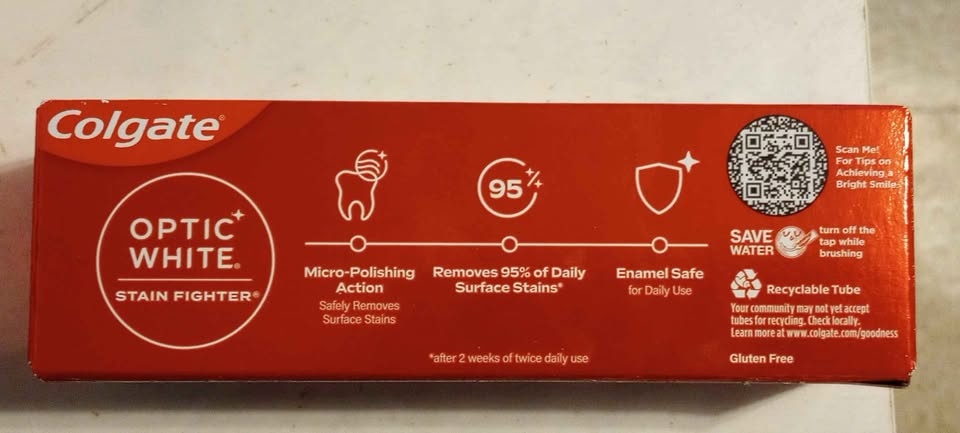 Colgate®
OPTIC
WHITE®
STAIN FIGHTER®
Micro-Polishing
Action
Safely Removes
Surface Stains
95%
Removes 95% of Daily
Surface Stains*
Enamel Safe
for Daily Use
*after 2 weeks of twice daily use
Scan Me!
For Tips on
Achieving a
Bright Smile
SAVE
WATER
turn off the
tap while
brushing
Recyclable Tube
Your community may not yet accept
tubes for recycling. Check locally.
Learn more at www.colgate.com/goodness
Gluten Free